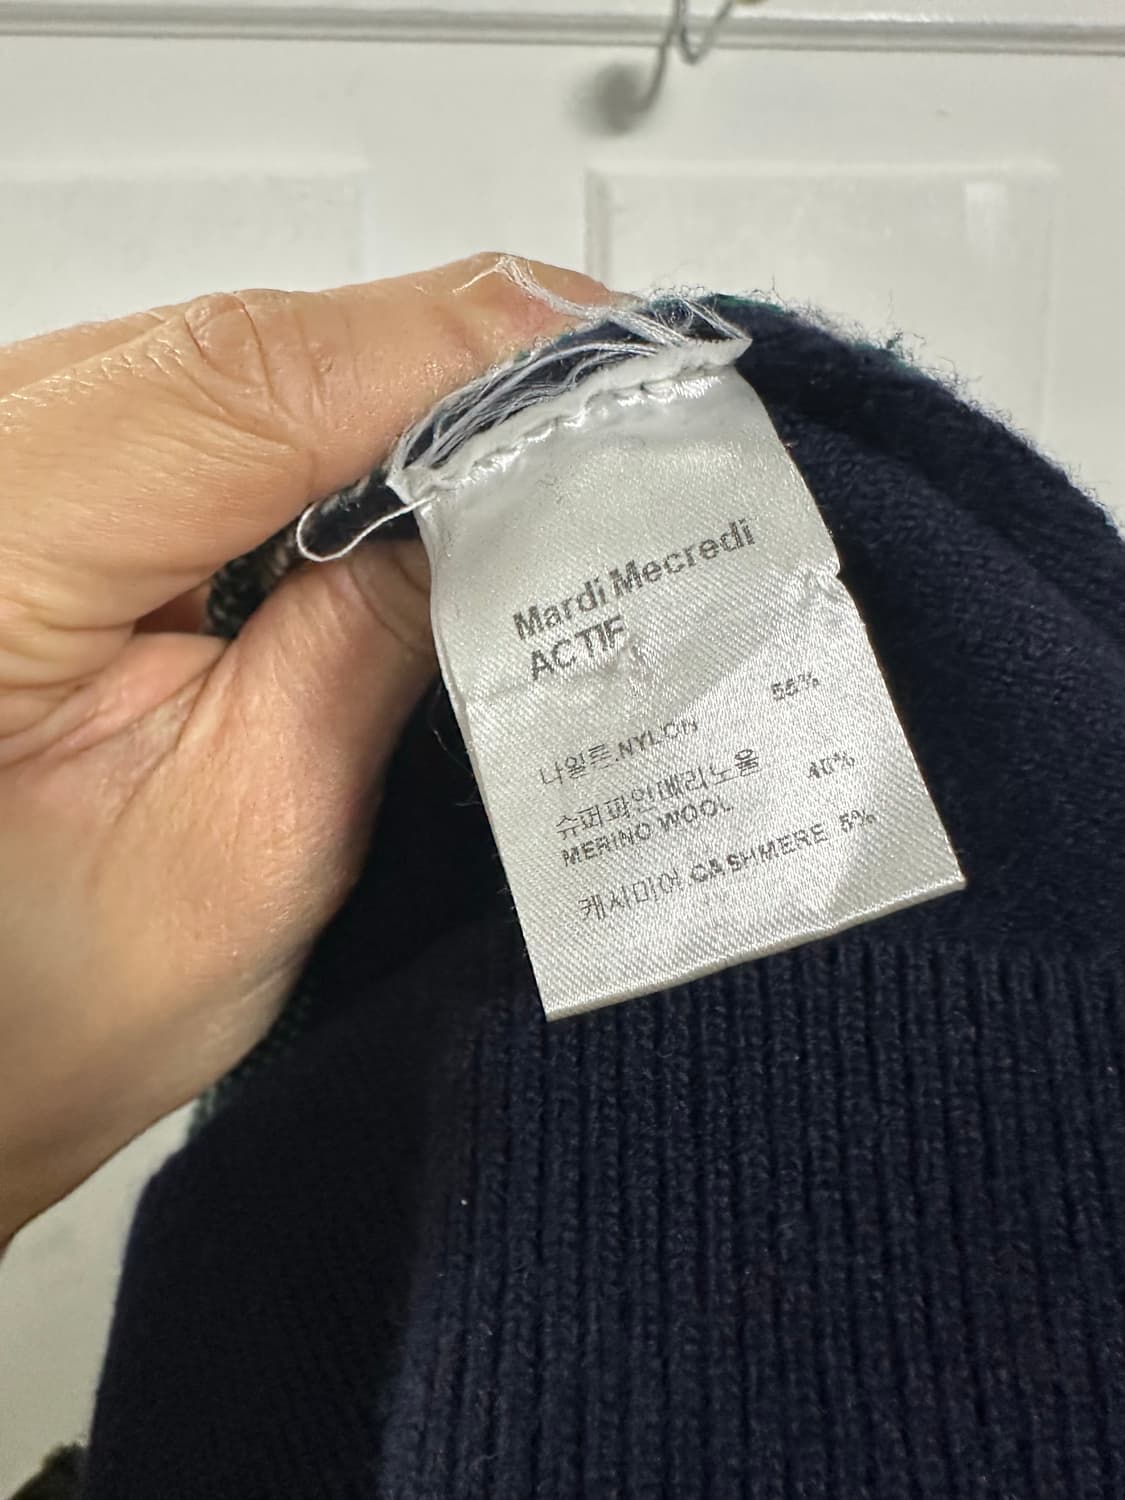 Mardi Mecredi
ACTIF
나일론.NYLON 55%
슈퍼파인메리노울 40%
MERINO WOOL
캐시미어.CASHMERE 5%